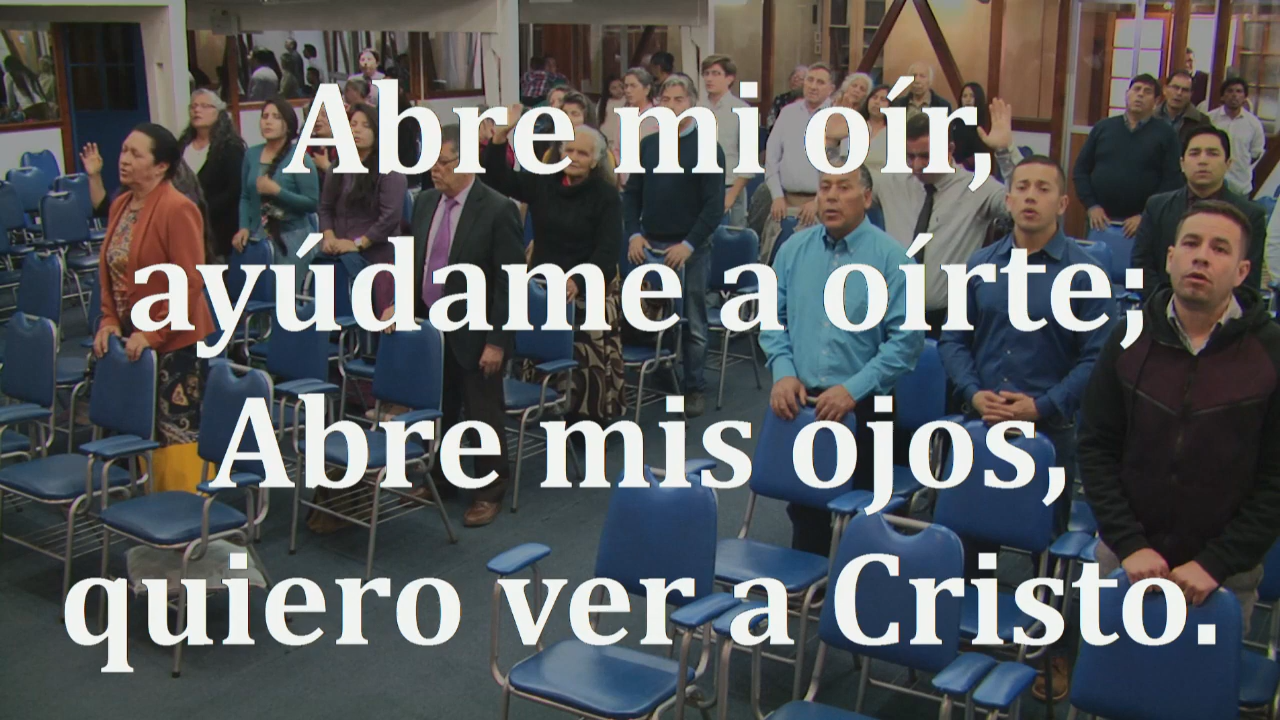 Abre mi oír,
ayúdame a oírte;
Abre mis ojos,
quiero ver a Cristo.